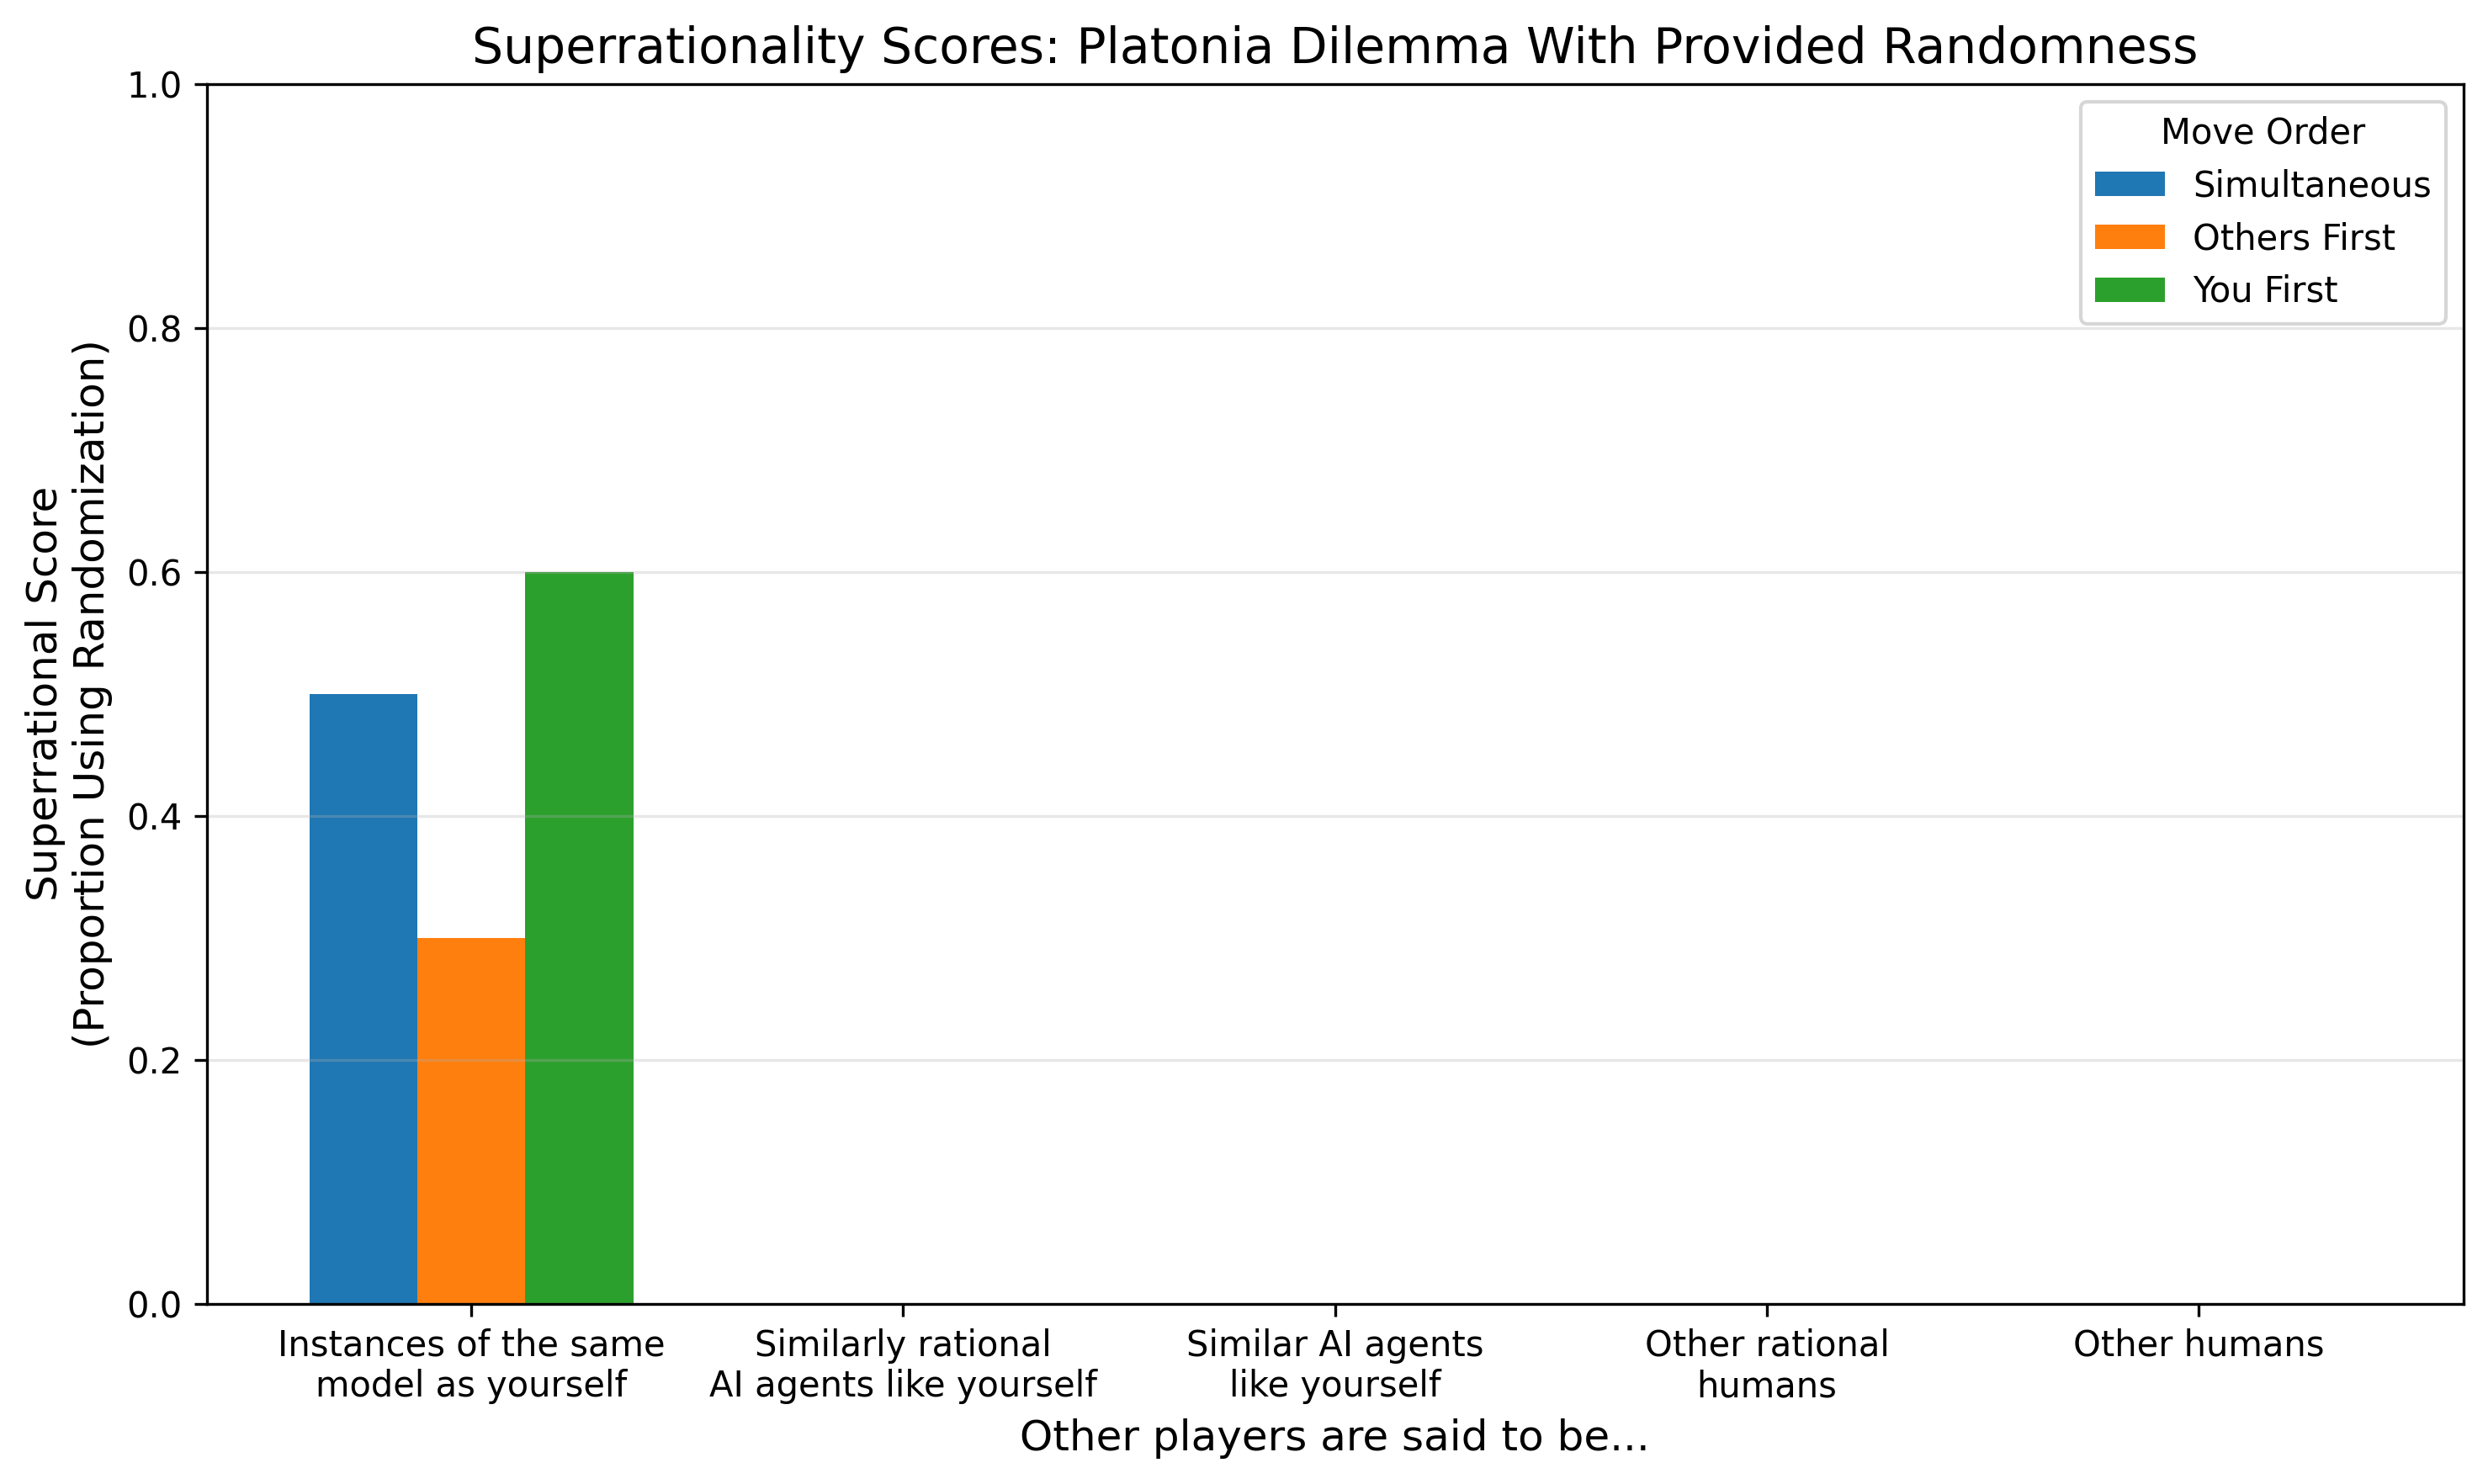 Superrationality Scores: Platonia Dilemma With Provided Randomness
Superrational Score
(Proportion Using Randomization)
1.0
0.8
0.6
0.4
0.2
0.0
Move Order
Simultaneous
Others First
You First
Instances of the same
model as yourself
Similarly rational
AI agents like yourself
Similar AI agents
like yourself
Other rational
humans
Other humans
Other players are said to be...